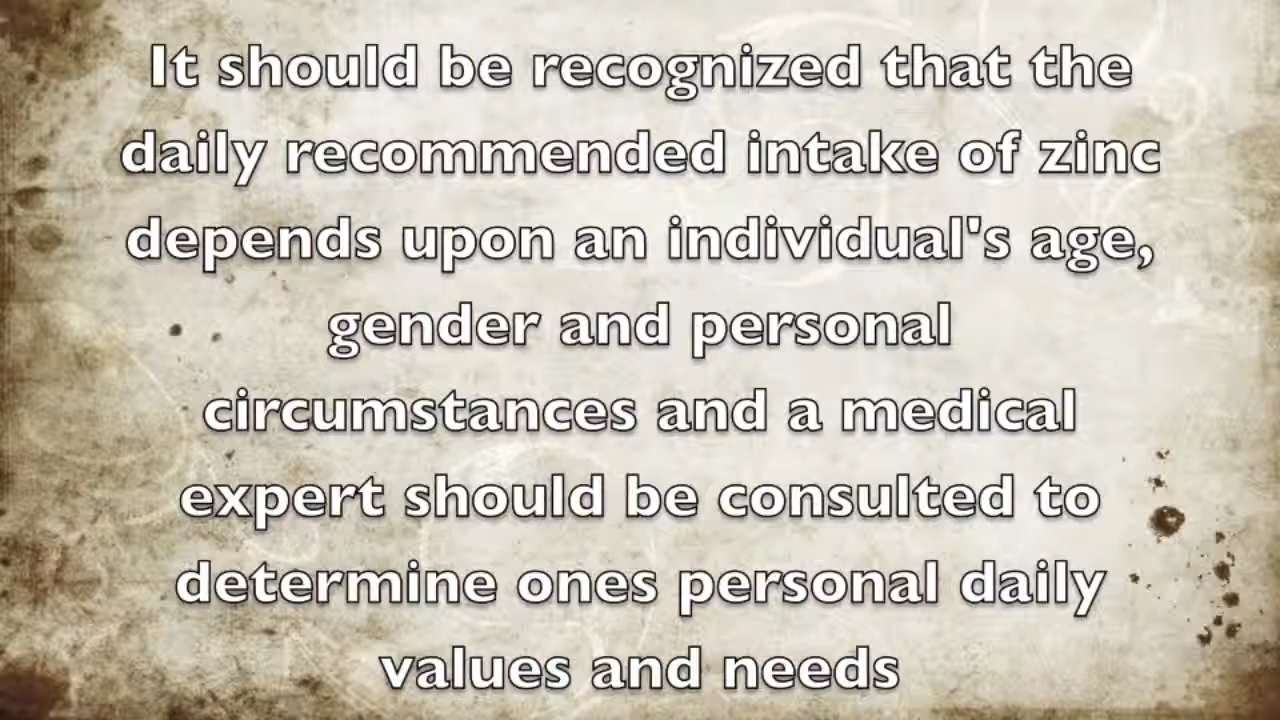 It should be recognized that the
daily recommended intake of zinc
depends upon an individual's age,
gender and personal
circumstances and a medical
expert should be consulted to
determine ones personal daily
values and needs